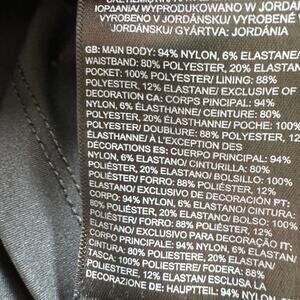 IORDANIA/ WYPRODUKOWANO W JORDANII/
VYROBENO V JORDÁNSKU/ VYROBENÉ V
JORDÁNSKU/ GYÁRTVA: JORDÁNIA
GB: MAIN BODY: 94% NYLON, 6% ELASTANE/
WAISTBAND: 80% POLYESTER, 20% ELASTANE/
POCKET: 100% POLYESTER/ LINING: 88%
POLYESTER, 12% ELASTANE/ EXCLUSIVE OF
DECORATION CA: CORPS PINCIPAL: 94%
NYLON, 6% ÉLASTHANNE/ CEINTURE: 80%
POLYESTER, 20% ÉLASTHANNE/ POCHE: 100%
POLYESTER/ DOUBLURE: 88% POLYESTER, 12%
ÉLASTHANNE/ À L'EXCEPTION DES
DÉCORATIONS ES: CUERPO PRINCIPAL: 94%
NYLON, 6% ELASTANO/ CINTURILLA: 80%
POLIÉSTER, 20% ELASTANO/ BOLSILLO: 100%
POLIÉSTER/ FORRO: 88% POLIÉSTER, 12%
ELASTANO/ EXCLUSIVO DE DECORACIÓN PT:
CORPO: 94% NYLON, 6% ELASTANO/ CINTURA:
80% POLIÉSTER, 20% ELASTANO/ BOLSO: 100%
POLIÉSTER/ FORRO: 88% POLIÉSTER, 12%
ELASTANO/ EXCLUSIVO PARA DECORAÇÃO IT:
CORPO PRINCIPALE: 94% NYLON, 6% ELASTAN/
CINTURA: 80% POLIESTERE, 20% ELASTAN/
TASCA: 100% POLIESTERE/ FODERA: 88%
POLIESTERE, 12% ELASTAN/ ESCLUSA LA
DECORAZIONE DE: HAUPTTEIL: 94% NYLON, 6%